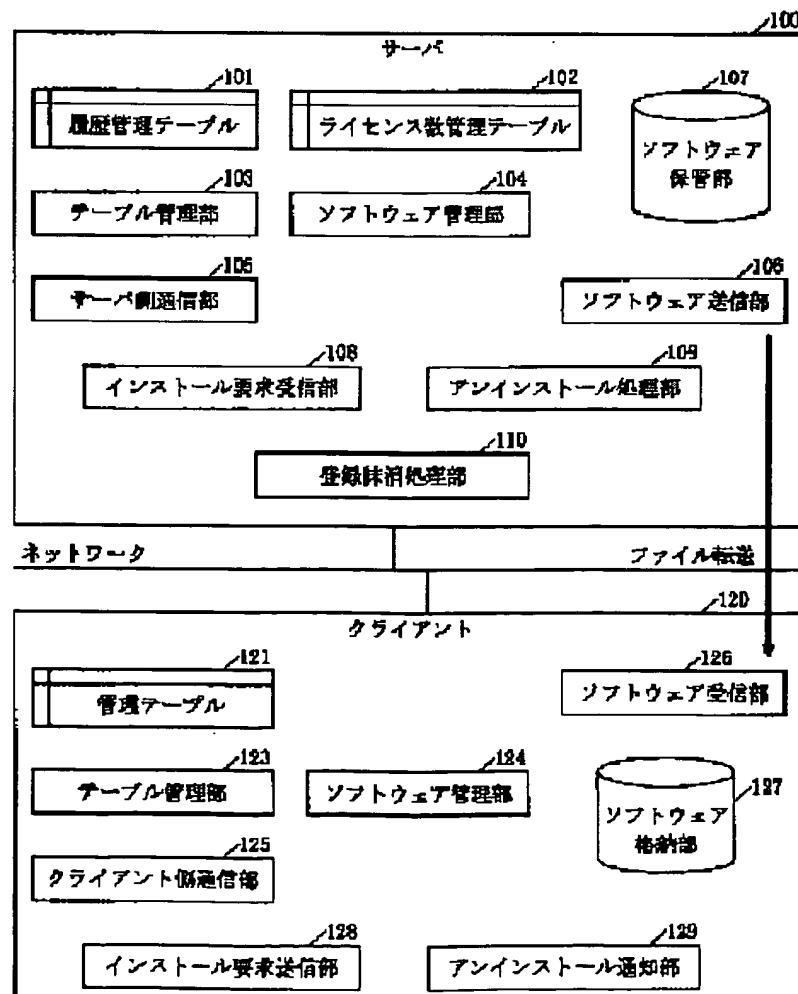 100
サーバ
101
102
107
履歴管理テーブル
ライセンス数管理テーブル
ソフトウェア
保管部
103
104
テーブル管理部
ソフトウェア管理部
105
106
サーバ側通信部
ソフトウェア送信部
108
109
インストール要求受信部
アンインストール処理部
110
登録抹消処理部
ネットワーク
ファイル転送
120
クライアント
121
126
管理テーブル
ソフトウェア受信部
123
124
127
テーブル管理部
ソフトウェア管理部
ソフトウェア
格納部
125
クライアント側通信部
128
129
インストール要求送信部
アンインストール通知部